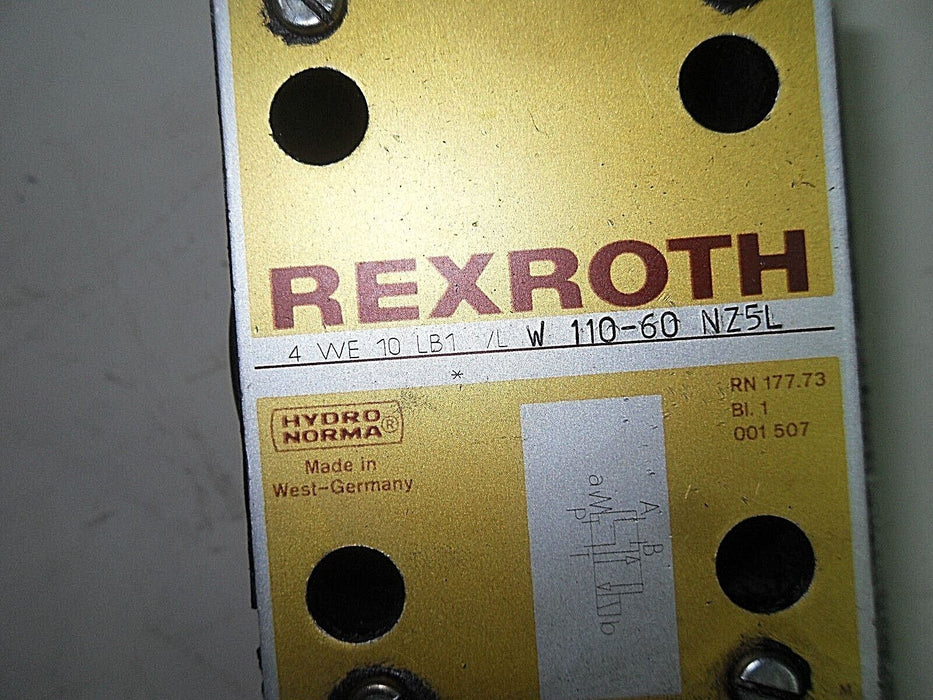 REXROTH
4 WE 10 LB1 /L W 110-60 NZ5L
*
HYDRO
NORMA®
Made in
West-Germany
RN 177.73
Bl. 1
001 507
A B
a b
P T